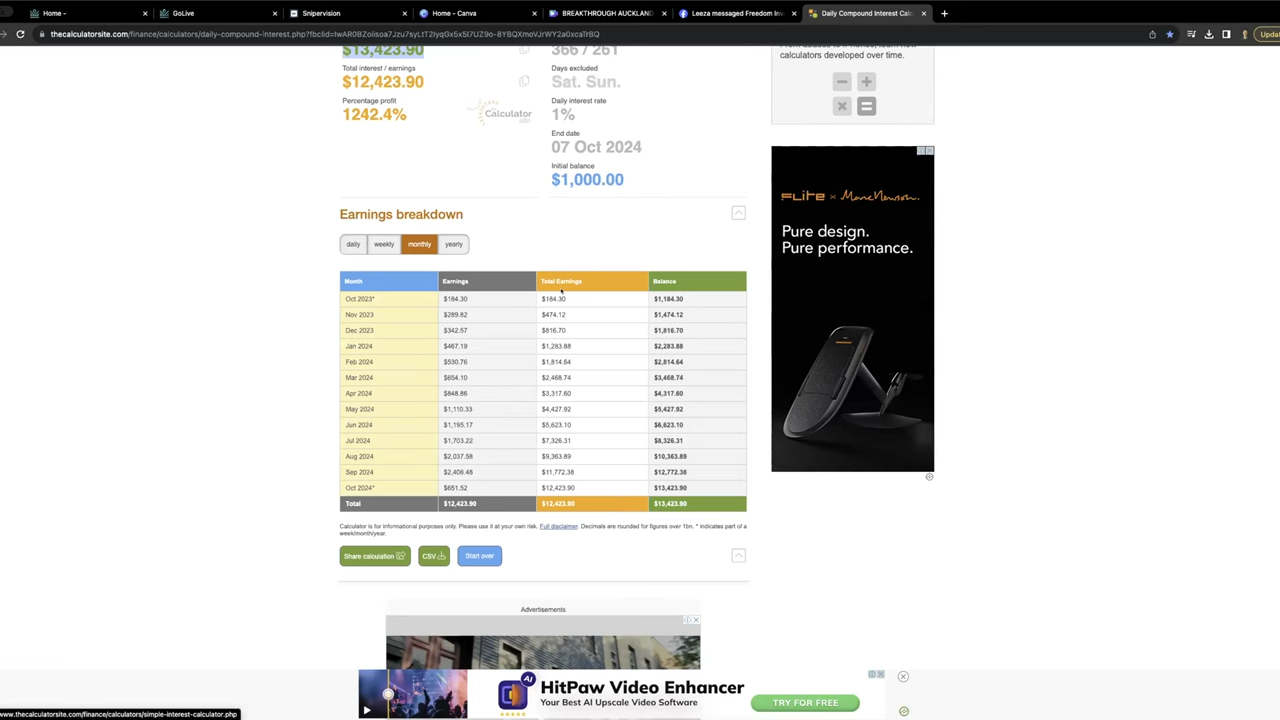 Home -
GoLive
Snipervision
Home - Canva
BREAKTHROUGH AUCKLAND
Leeza messaged Freedom Inv
Daily Compound Interest Calc
thecalculatorsite.com/finance/calculators/daily-compound-interest.php?fbclid=
Updat
$13,423.90
366 / 261
Total interest / earnings
$12,423.90
Days excluded
Sat. Sun.
Percentage profit
1242.4%
Calculator
site
Daily interest rate
1%
End date
07 Oct 2024
Initial balance
$1,000.00
calculators developed over time.
Earnings breakdown
daily weekly monthly yearly
Month Earnings Total Earnings Balance
Oct 2023* $184.30 $184.30 $1,184.30
Nov 2023 $289.82 $474.12 $1,474.12
Dec 2023 $342.57 $816.70 $1,816.70
Jan 2024 $467.19 $1,283.88 $2,283.88
Feb 2024 $530.76 $1,814.64 $2,814.64
Mar 2024 $654.10 $2,468.74 $3,468.74
Apr 2024 $848.86 $3,317.60 $4,317.60
May 2024 $1,110.33 $4,427.92 $5,427.92
Jun 2024 $1,195.17 $5,623.10 $6,623.10
Jul 2024 $1,703.22 $7,326.31 $8,326.31
Aug 2024 $2,037.58 $9,363.89 $10,363.89
Sep 2024 $2,408.48 $11,772.38 $12,772.38
Oct 2024* $651.52 $12,423.90 $13,423.90
Total $12,423.90 $12,423.90 $13,423.90
Calculator is for informational purposes only. Please use it at your own risk. Full disclaimer. Decimals are rounded for figures over 1bn. * indicates part of a
week/month/year.
Share calculation CSV Start over
Advertisements
FLITE × Marc Newson.
Pure design.
Pure performance.
AI
HitPaw Video Enhancer
Your Best AI Upscale Video Software
TRY FOR FREE
www.thecalculatorsite.com/finance/calculators/simple-interest-calculator.php